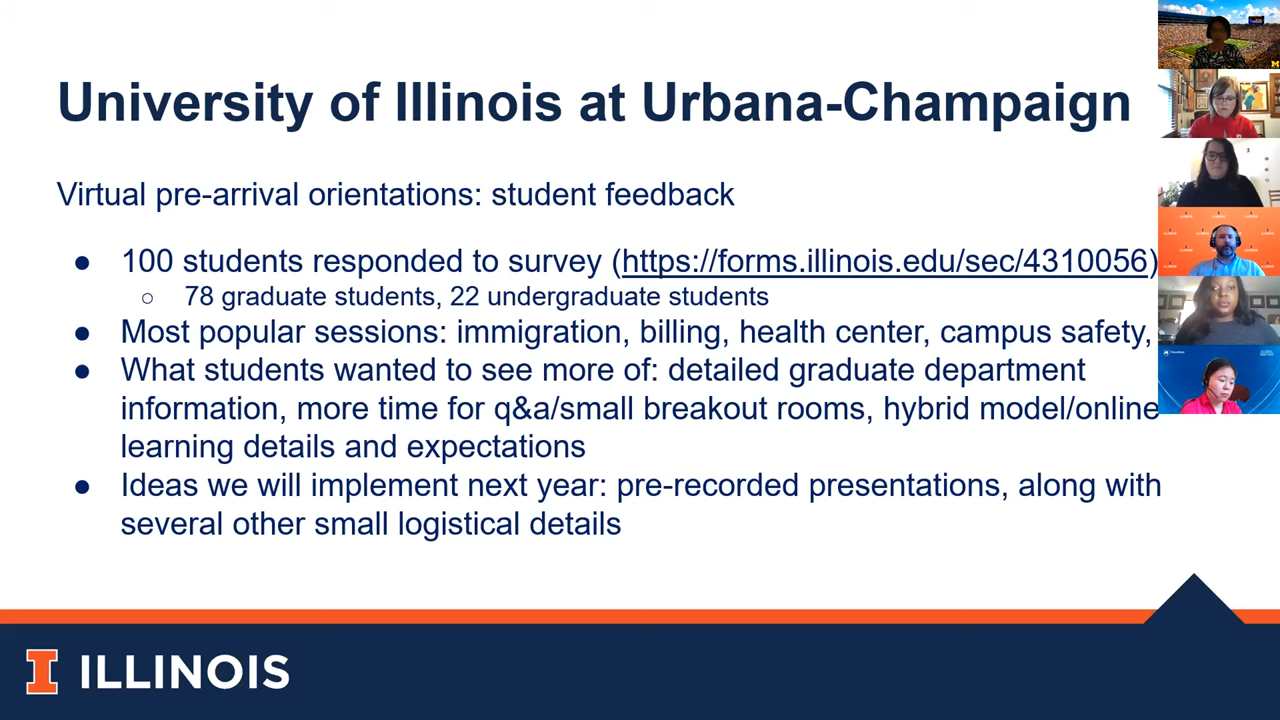 University of Illinois at Urbana-Champaign
Virtual pre-arrival orientations: student feedback
● 100 students responded to survey (https://forms.illinois.edu/sec/4310056)
○ 78 graduate students, 22 undergraduate students
● Most popular sessions: immigration, billing, health center, campus safety,
● What students wanted to see more of: detailed graduate department
information, more time for q&a/small breakout rooms, hybrid model/online
learning details and expectations
● Ideas we will implement next year: pre-recorded presentations, along with
several other small logistical details
I ILLINOIS